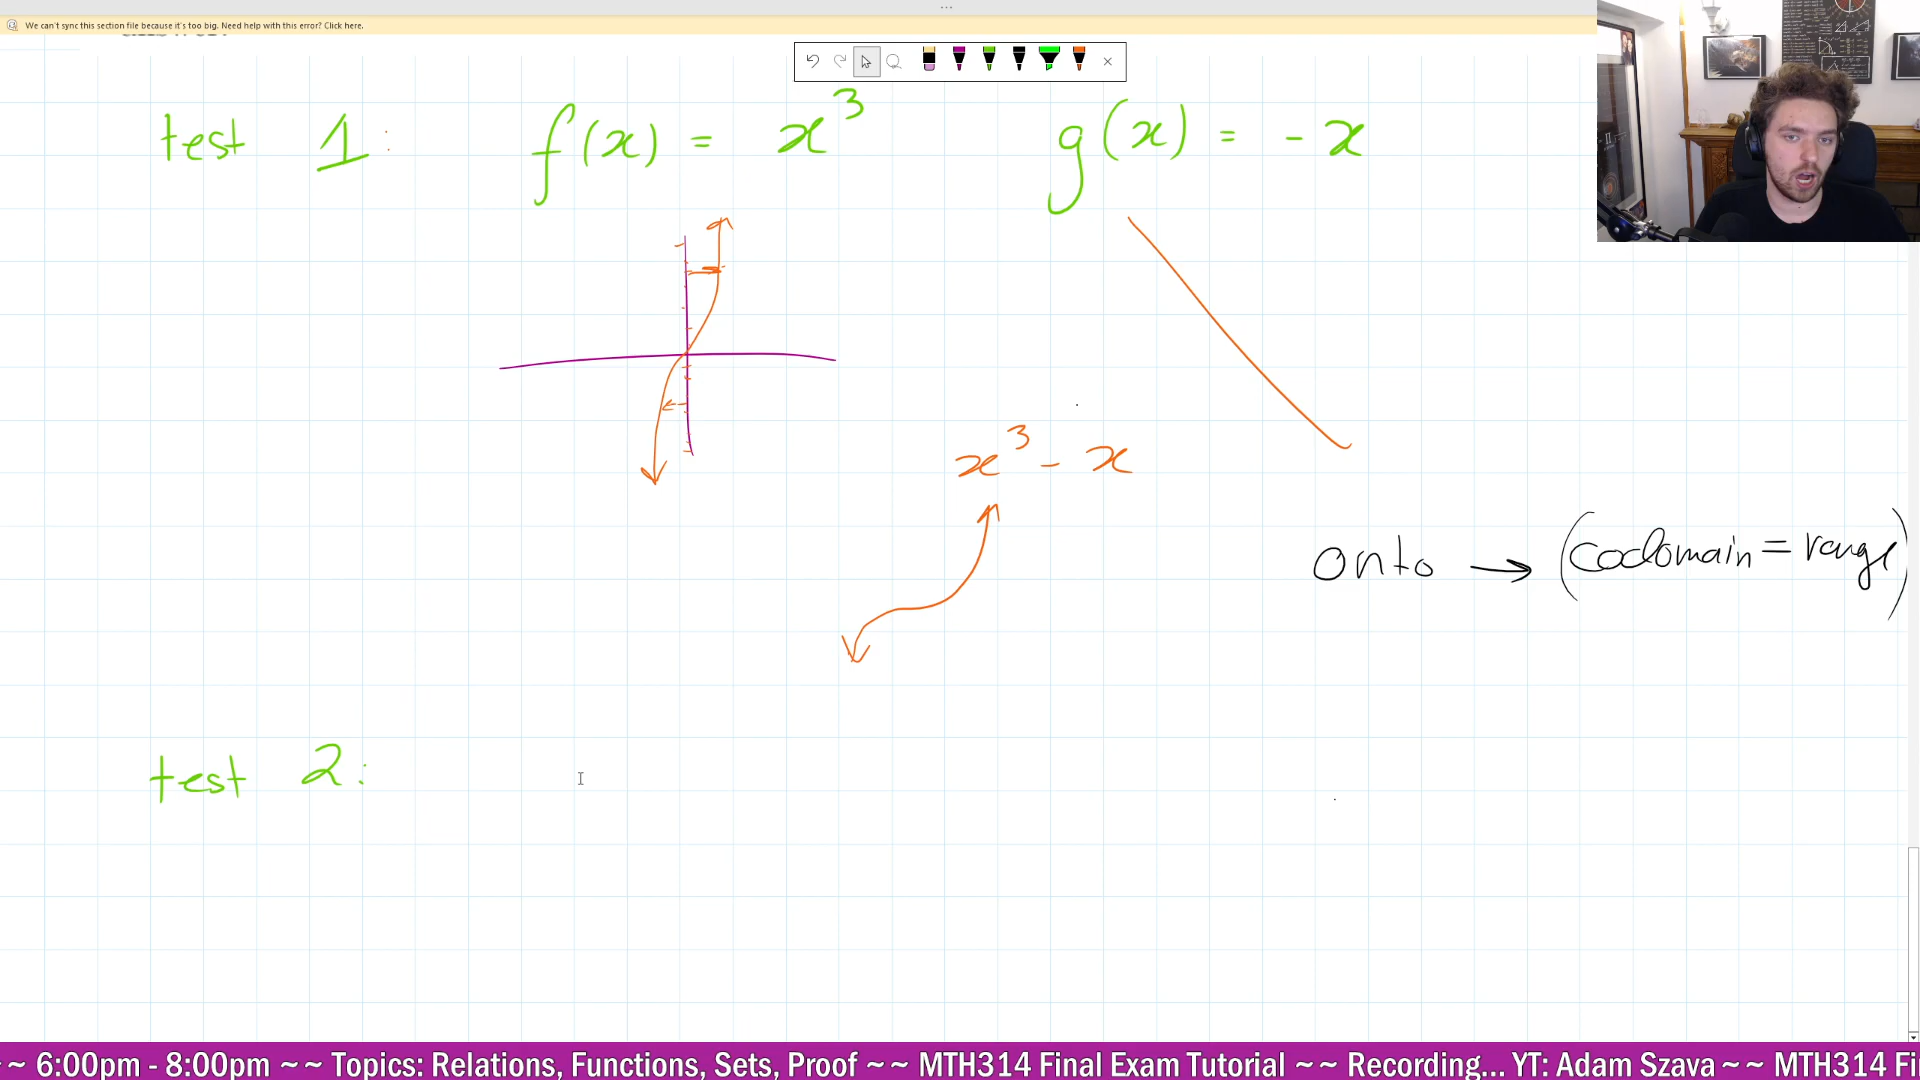 We can't sync this section file because it's too big. Need help with this error? Click here.
test 1: f(x) = x³ g(x) = - x
x³ - x
onto → (codomain = range)
test 2:
~ 6:00pm - 8:00pm ~~ Topics: Relations, Functions, Sets, Proof ~~ MTH314 Final Exam Tutorial ~~ Recording... YT: Adam Szava ~~ MTH314 Fi